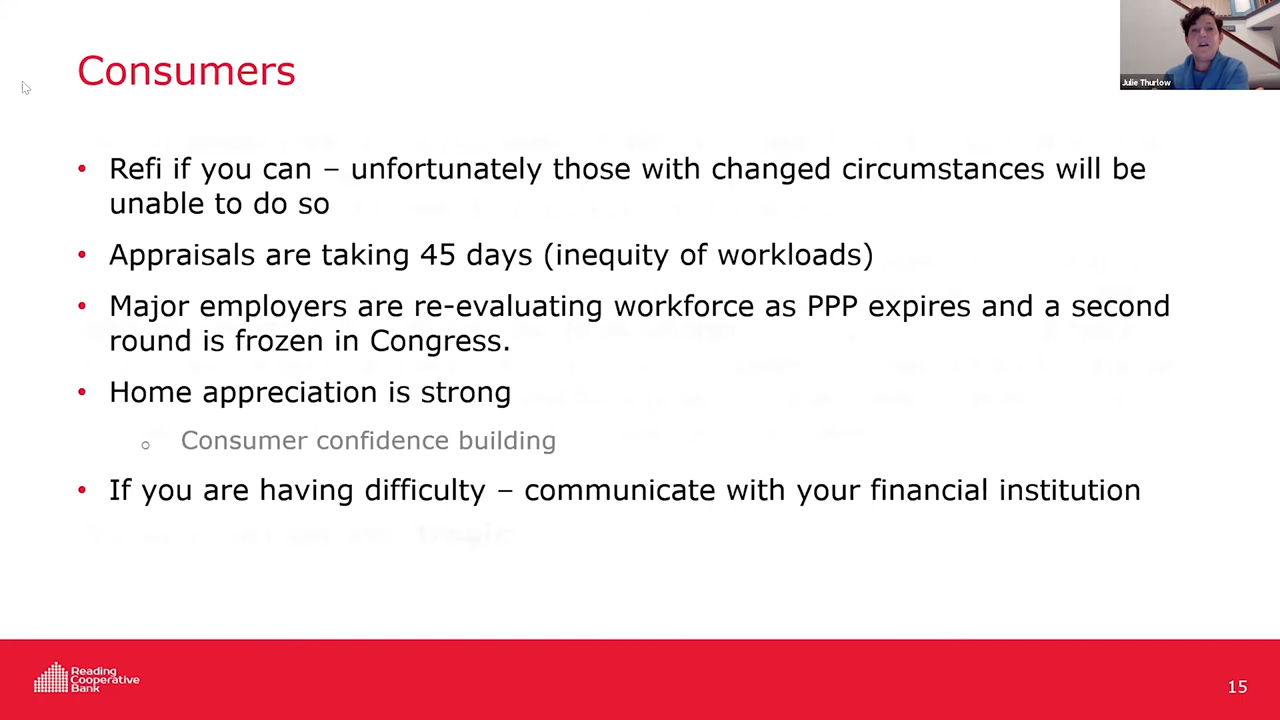 Consumers
Julie Thurlow
• Refi if you can – unfortunately those with changed circumstances will be
unable to do so
• Appraisals are taking 45 days (inequity of workloads)
• Major employers are re-evaluating workforce as PPP expires and a second
round is frozen in Congress.
• Home appreciation is strong
○ Consumer confidence building
• If you are having difficulty – communicate with your financial institution
Reading
Cooperative
Bank
15